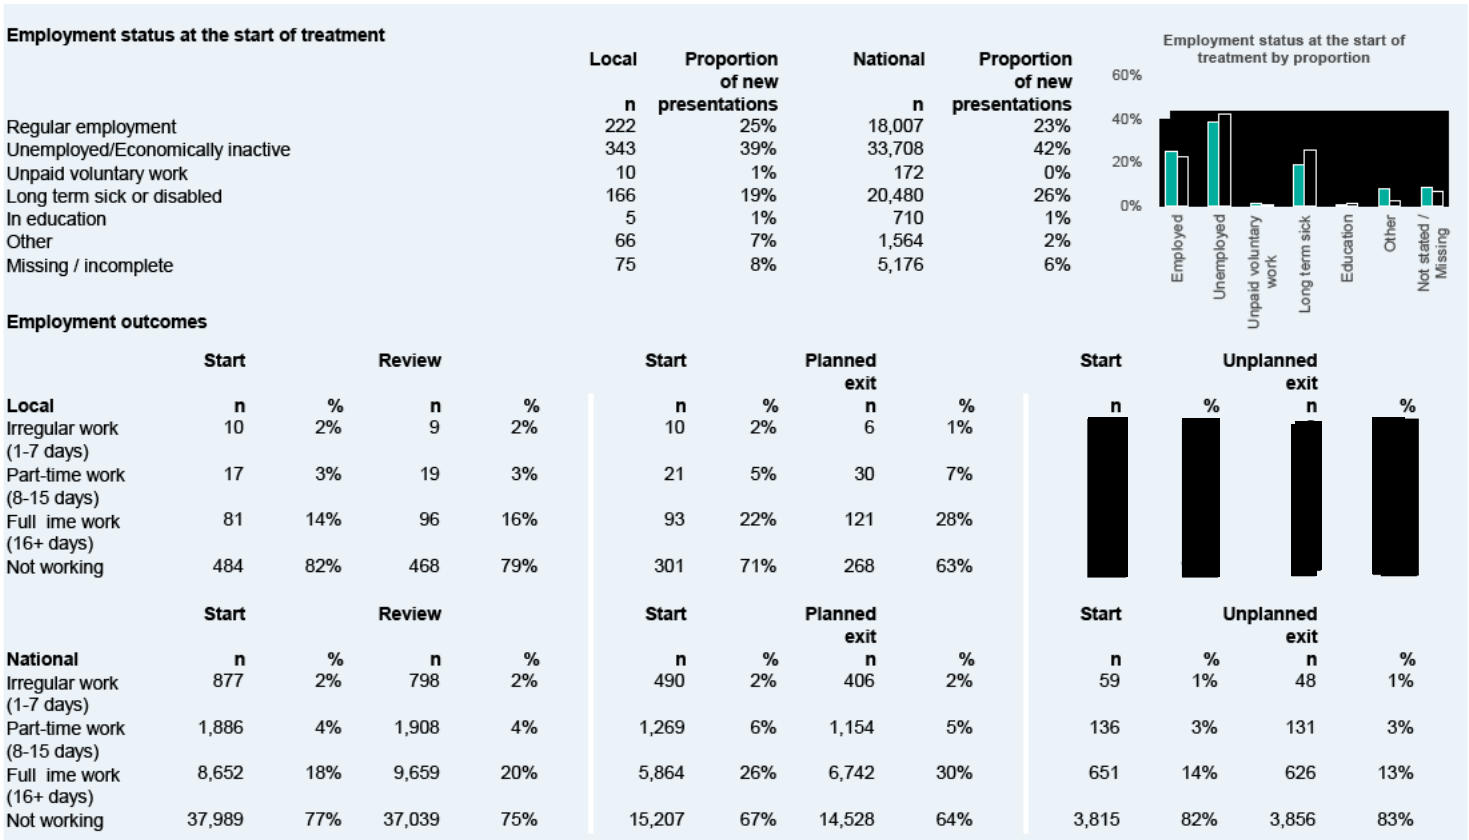 Employment status at the start of treatment
Local Proportion of new presentations National Proportion of new presentations
n n
Regular employment 222 25% 18,007 23%
Unemployed/Economically inactive 343 39% 33,708 42%
Unpaid voluntary work 10 1% 172 0%
Long term sick or disabled 166 19% 20,480 26%
In education 5 1% 710 1%
Other 66 7% 1,564 2%
Missing / incomplete 75 8% 5,176 6%
Employment status at the start of
treatment by proportion
60%
40%
20%
0%
Employed
Unemployed
Unpaid voluntary
work
Long term sick
Education
Other
Not stated /
Missing
Employment outcomes
Start Review Start Planned exit Start Unplanned exit
Local n % n % n % n % n % n %
Irregular work 10 2% 9 2% 10 2% 6 1%
(1-7 days)
Part-time work 17 3% 19 3% 21 5% 30 7%
(8-15 days)
Full ime work 81 14% 96 16% 93 22% 121 28%
(16+ days)
Not working 484 82% 468 79% 301 71% 268 63%
Start Review Start Planned exit Start Unplanned exit
National n % n % n % n % n % n %
Irregular work 877 2% 798 2% 490 2% 406 2% 59 1% 48 1%
(1-7 days)
Part-time work 1,886 4% 1,908 4% 1,269 6% 1,154 5% 136 3% 131 3%
(8-15 days)
Full ime work 8,652 18% 9,659 20% 5,864 26% 6,742 30% 651 14% 626 13%
(16+ days)
Not working 37,989 77% 37,039 75% 15,207 67% 14,528 64% 3,815 82% 3,856 83%